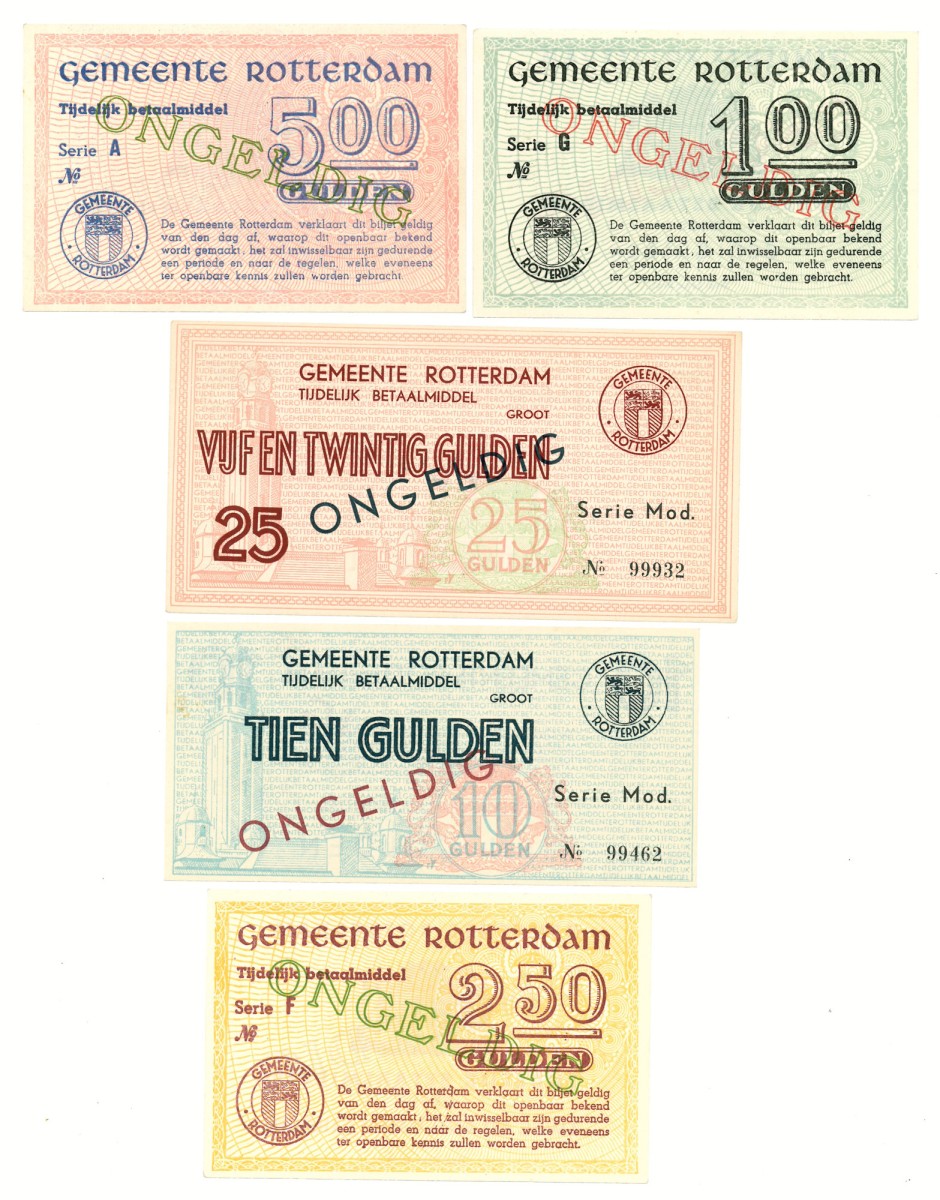 GEMEENTE ROTTERDAM
Tijdelijk betaalmiddel
5.00
GULDEN
Serie A
No
ONGELDIG
GEMEENTE
ROTTERDAM
De Gemeente Rotterdam verklaart dit biljet geldig
van den dag af, waarop dit openbaar bekend
wordt gemaakt; het zal inwisselbaar zijn gedurende
een periode en naar de regelen, welke eveneens
ter openbare kennis zullen worden gebracht.
GEMEENTE ROTTERDAM
Tijdelijk betaalmiddel
1.00
GULDEN
Serie G
No
ONGELDIG
GEMEENTE
ROTTERDAM
De Gemeente Rotterdam verklaart dit biljet geldig
van den dag af, waarop dit openbaar bekend
wordt gemaakt; het zal inwisselbaar zijn gedurende
een periode en naar de regelen, welke eveneens
ter openbare kennis zullen worden gebracht.
GEMEENTE ROTTERDAM
TIJDELIJK BETAALMIDDEL
GROOT
VIJF EN TWINTIG GULDEN
25
ONGELDIG
25
GULDEN
GEMEENTE
ROTTERDAM
Serie Mod.
No 99932
GEMEENTE ROTTERDAM
TIJDELIJK BETAALMIDDEL
GROOT
TIEN GULDEN
ONGELDIG
10
GULDEN
GEMEENTE
ROTTERDAM
Serie Mod.
No 99462
GEMEENTE ROTTERDAM
Tijdelijk betaalmiddel
2.50
GULDEN
Serie F
No
ONGELDIG
GEMEENTE
ROTTERDAM
De Gemeente Rotterdam verklaart dit biljet geldig
van den dag af, waarop dit openbaar bekend
wordt gemaakt; het zal inwisselbaar zijn gedurende
een periode en náár de regelen, welke eveneens
ter openbare kennis zullen worden gebracht.